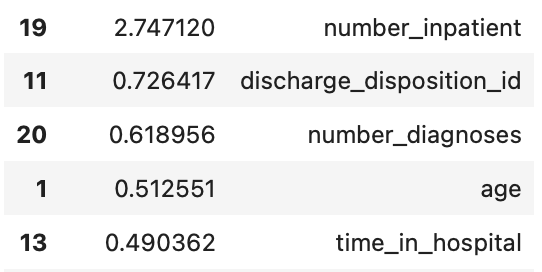 19 2.747120 number_inpatient
11 0.726417 discharge_disposition_id
20 0.618956 number_diagnoses
1 0.512551 age
13 0.490362 time_in_hospital